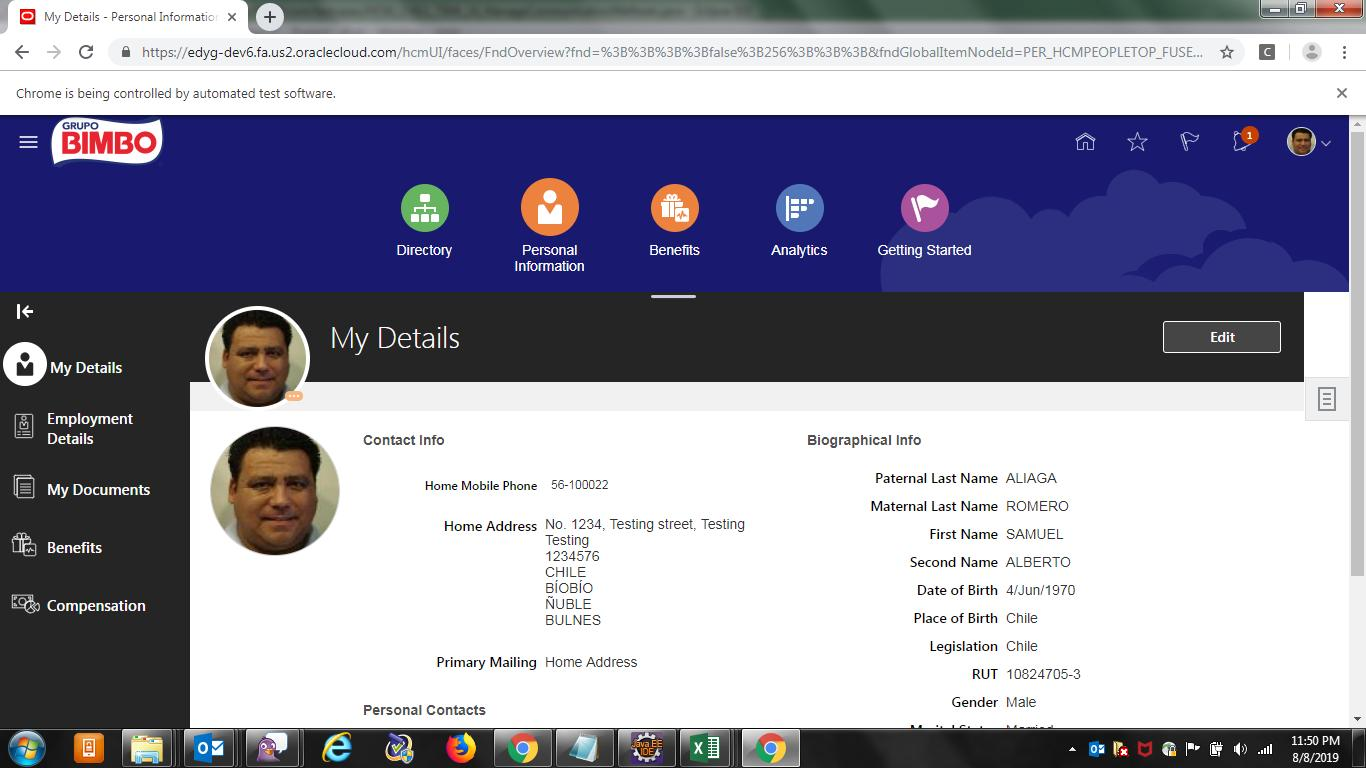 My Details - Personal Information
https://edyg-dev6.fa.us2.oraclecloud.com/hcmUI/faces/FndOverview?fnd=%3B%3B%3B%3Bfalse%3B256%3B%3B%3B&fndGlobalItemNodeId=PER_HCMPEOPLETOP_FUSE...
C
Chrome is being controlled by automated test software.
GRUPO
BIMBO
1
Directory
Personal
Information
Benefits
Analytics
Getting Started
My Details
Edit
My Details
Employment
Details
My Documents
Benefits
Compensation
Contact Info
Home Mobile Phone 56-100022
Home Address No. 1234, Testing street, Testing
Testing
1234576
CHILE
BÍOBÍO
ÑUBLE
BULNES
Primary Mailing Home Address
Personal Contacts
Biographical Info
Paternal Last Name ALIAGA
Maternal Last Name ROMERO
First Name SAMUEL
Second Name ALBERTO
Date of Birth 4/Jun/1970
Place of Birth Chile
Legislation Chile
RUT 10824705-3
Gender Male
Marital Status Married
Java EE
IDE
11:50 PM
8/8/2019